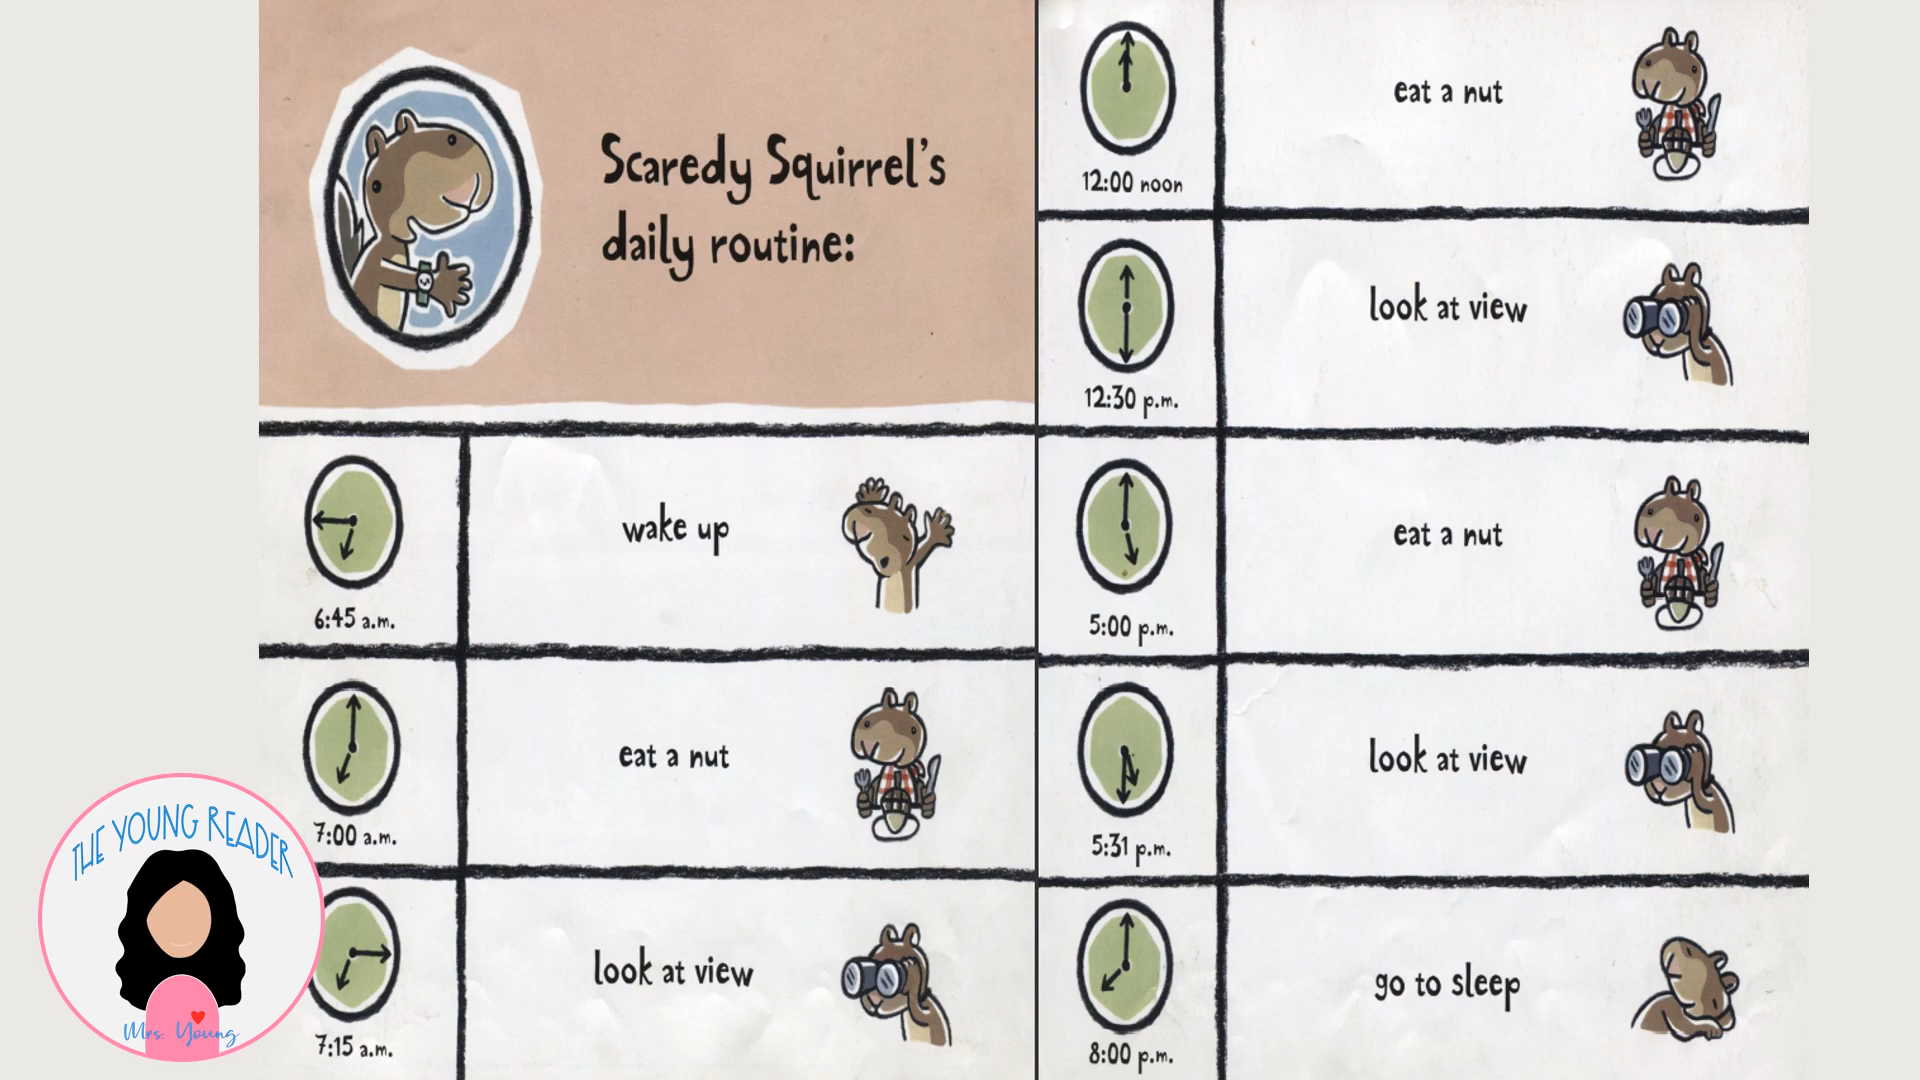 Scaredy Squirrel's
daily routine:
6:45 a.m.
wake up
7:00 a.m.
eat a nut
7:15 a.m.
look at view
12:00 noon
eat a nut
12:30 p.m.
look at view
5:00 p.m.
eat a nut
5:31 p.m.
look at view
8:00 p.m.
go to sleep
THE YOUNG READER
Mrs. Young